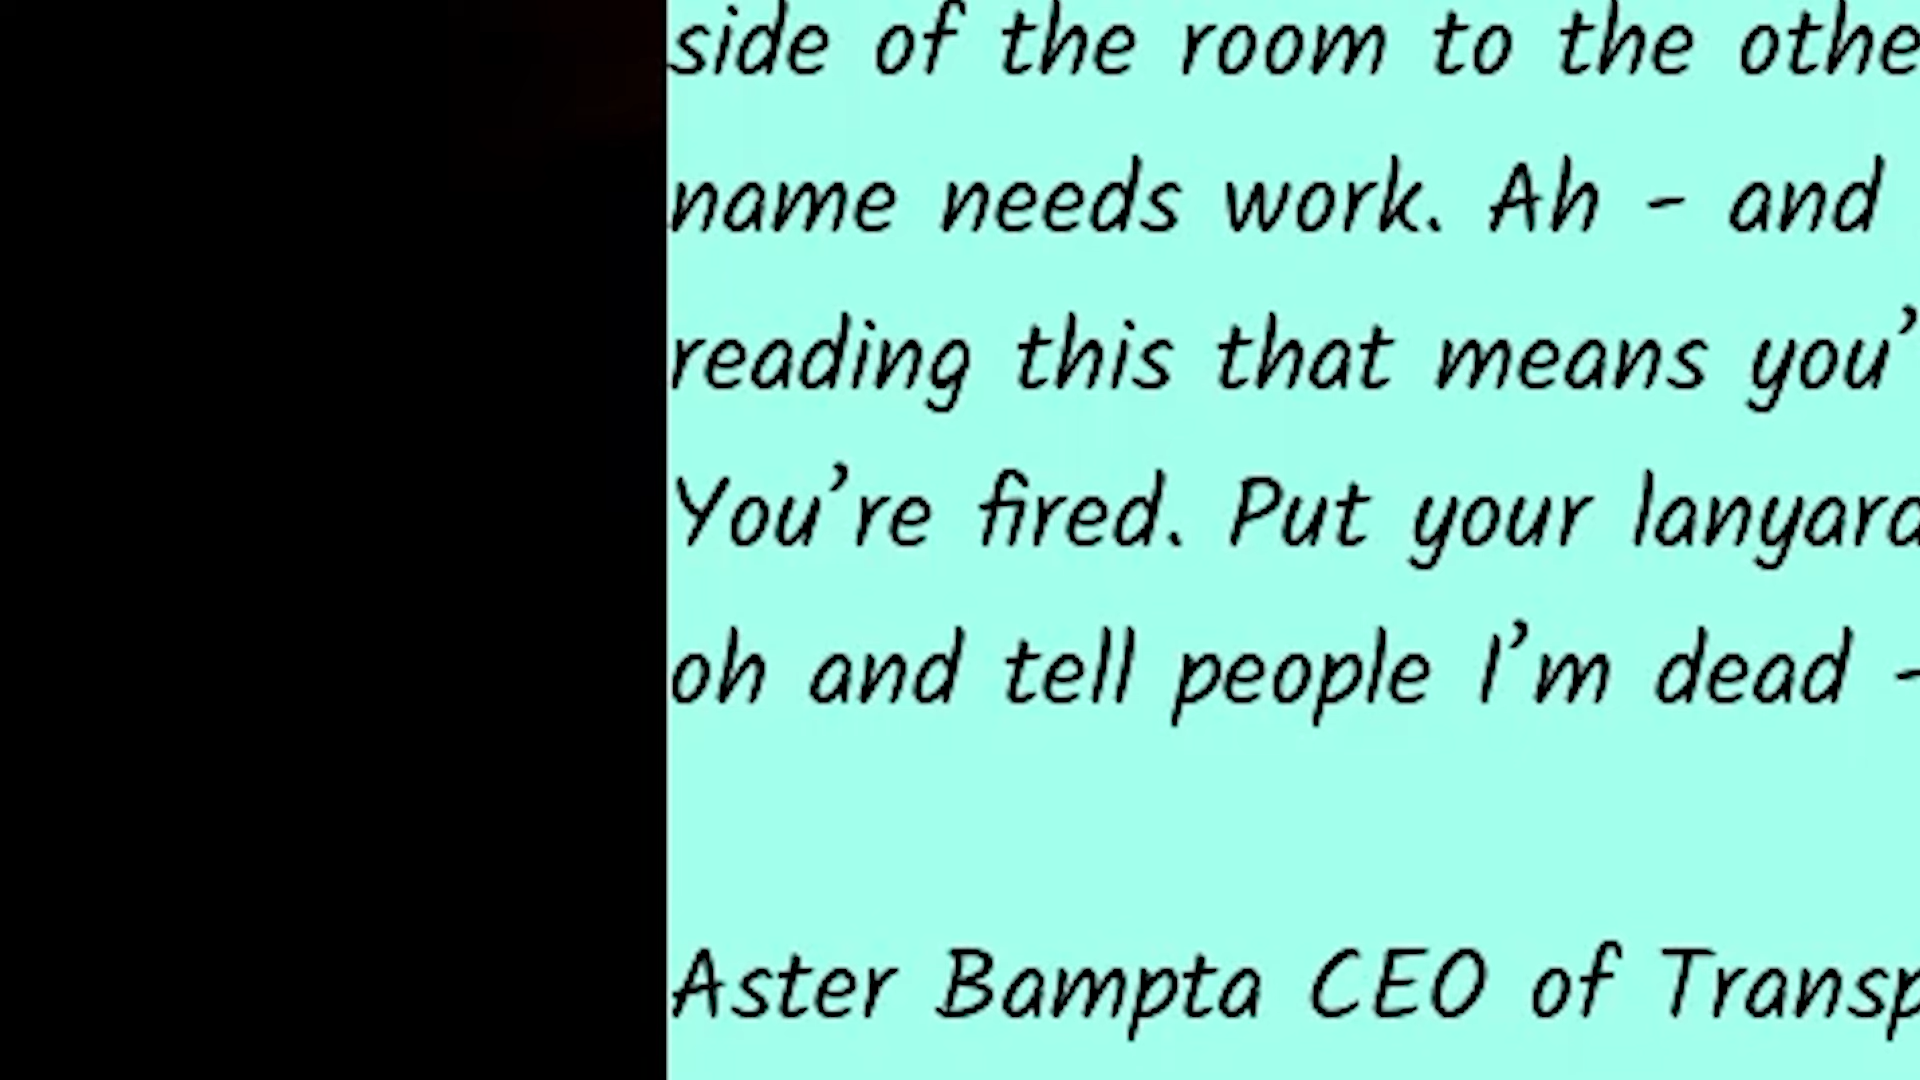 side of the room to the othe
name needs work. Ah - and
reading this that means you’
You’re fired. Put your lanyard
oh and tell people I’m dead -
Aster Bampta CEO of Transp